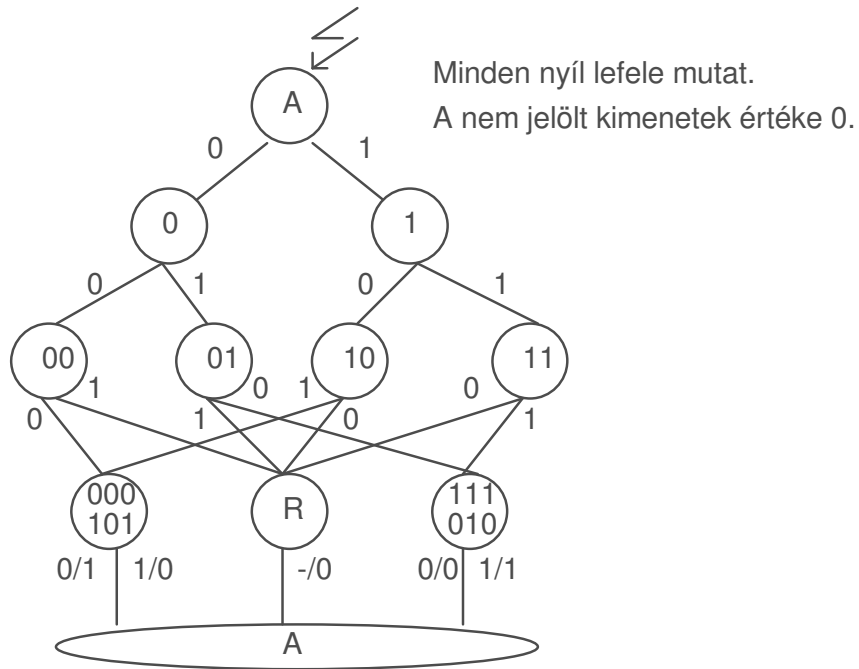 Minden nyíl lefele mutat.
A
A nem jelölt kimenetek értéke 0.
0 1
0 1
0 1 0 1
00 01 10 11
1 0 1 0
0 1 0 1
000 R 111
101 010
0/1 1/0 -/0 0/0 1/1
A